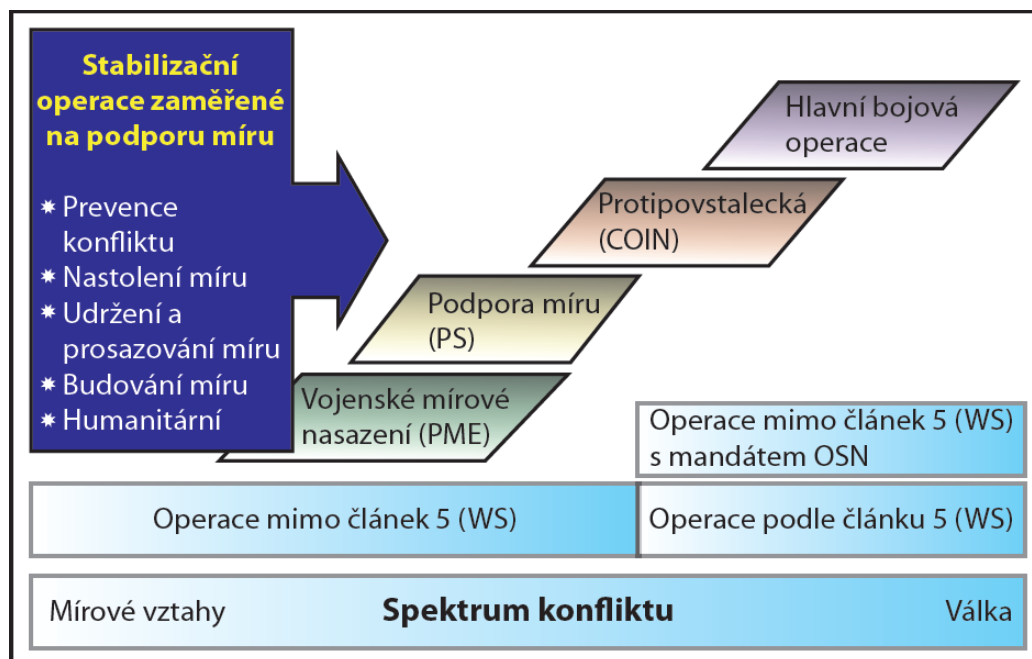 Stabilizační
operace zaměřené
na podporu míru
✷ Prevence
konfliktu
✷ Nastolení míru
✷ Udržení a
prosazování míru
✷ Budování míru
✷ Humanitární
Hlavní bojová
operace
Protipovstalecká
(COIN)
Podpora míru
(PS)
Vojenské mírové
nasazení (PME)
Operace mimo článek 5 (WS)
s mandátem OSN
Operace mimo článek 5 (WS)
Operace podle článku 5 (WS)
Mírové vztahy
Spektrum konfliktu
Válka